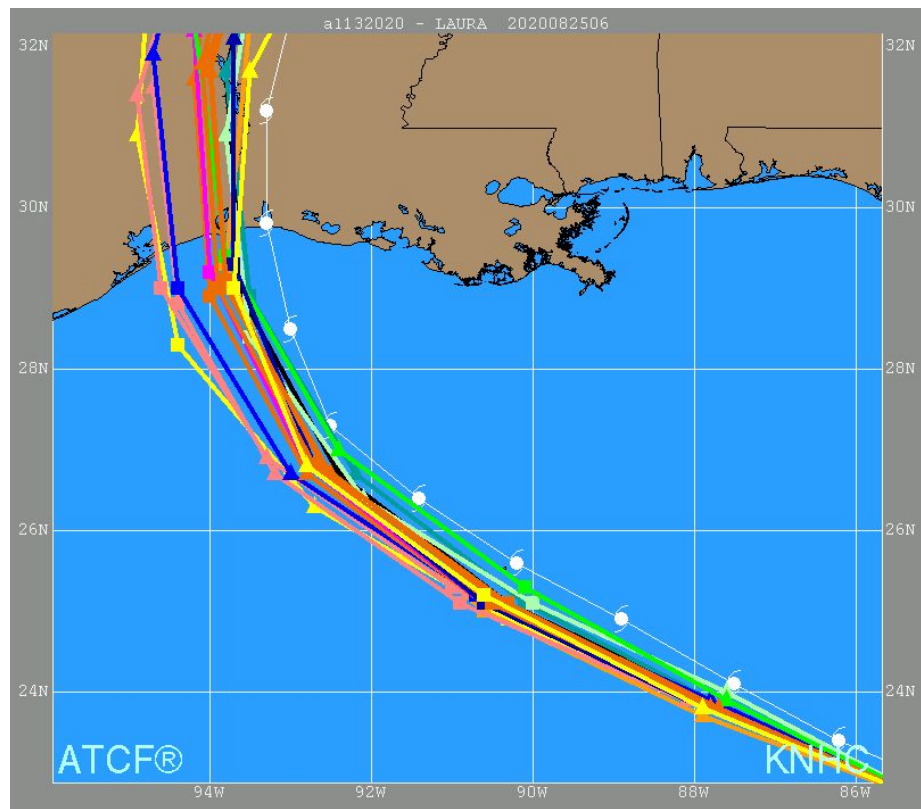 al132020 - LAURA 2020082506
32N 32N
30N 30N
28N 28N
26N 26N
24N 24N
ATCF® KNHC
94W 92W 90W 88W 86W